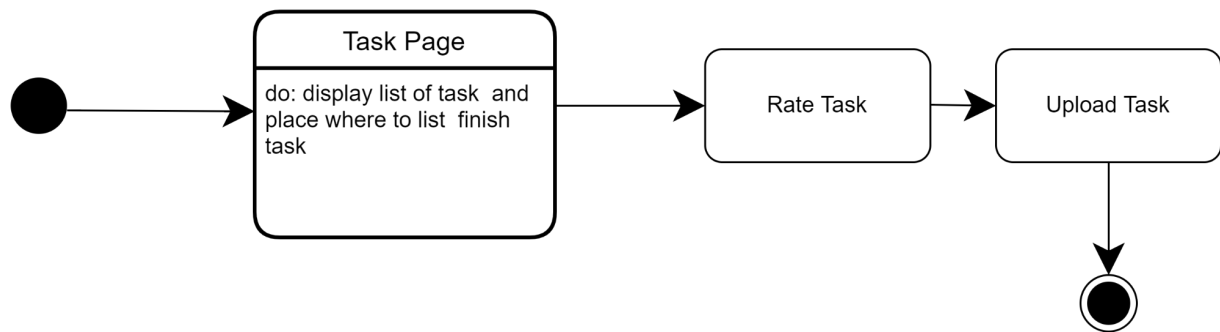 Task Page
do: display list of task  and
place where to list  finish
task
Rate Task
Upload Task